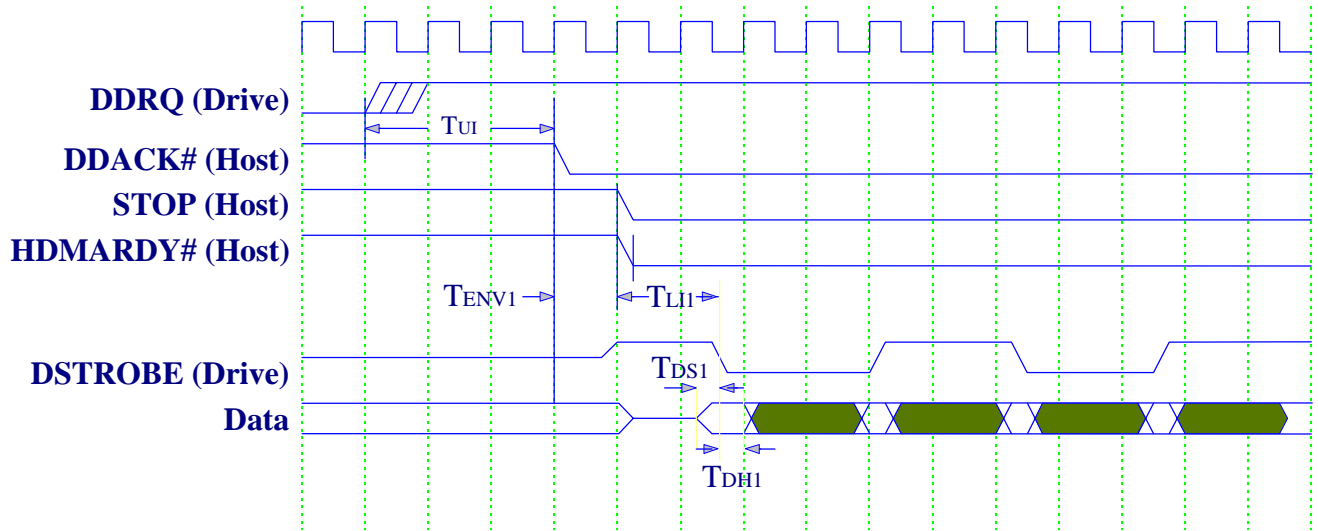 DDRQ (Drive)
TUI
DDACK# (Host)
STOP (Host)
HDMARDY# (Host)
TENV1
TLI1
DSTROBE (Drive)
TDS1
Data
TDH1